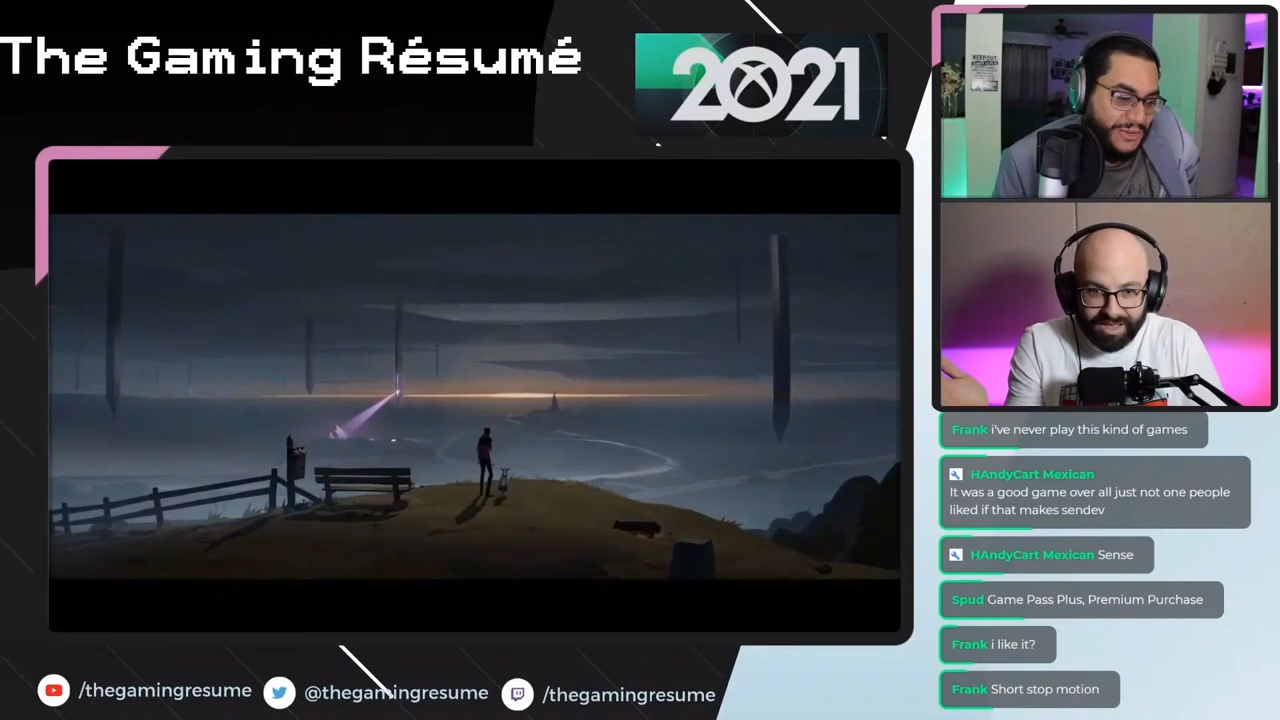 The Gaming Résumé
2021
KEEP OUT
Frank i've never play this kind of games
HAndyCart Mexican
It was a good game over all just not one people
liked if that makes sendev
HAndyCart Mexican Sense
Spud Game Pass Plus, Premium Purchase
Frank i like it?
Frank Short stop motion
/thegamingresume
@thegamingresume
/thegamingresume